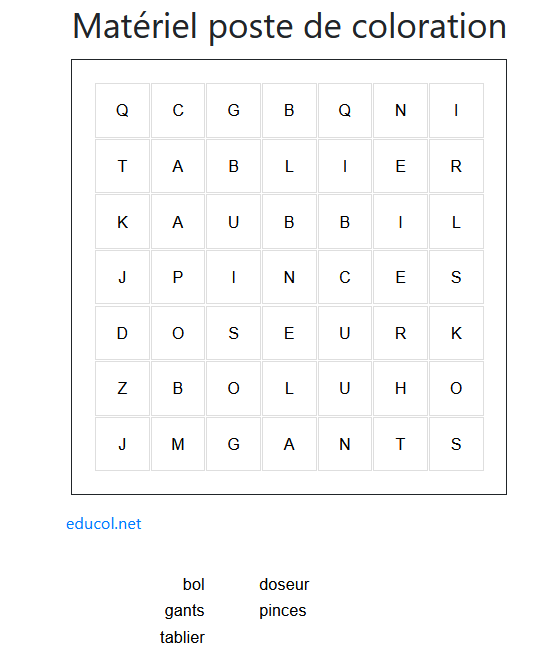 Matériel poste de coloration
Q C G B Q N I
T A B L I E R
K A U B B I L
J P I N C E S
D O S E U R K
Z B O L U H O
J M G A N T S
educol.net
bol doseur
gants pinces
tablier